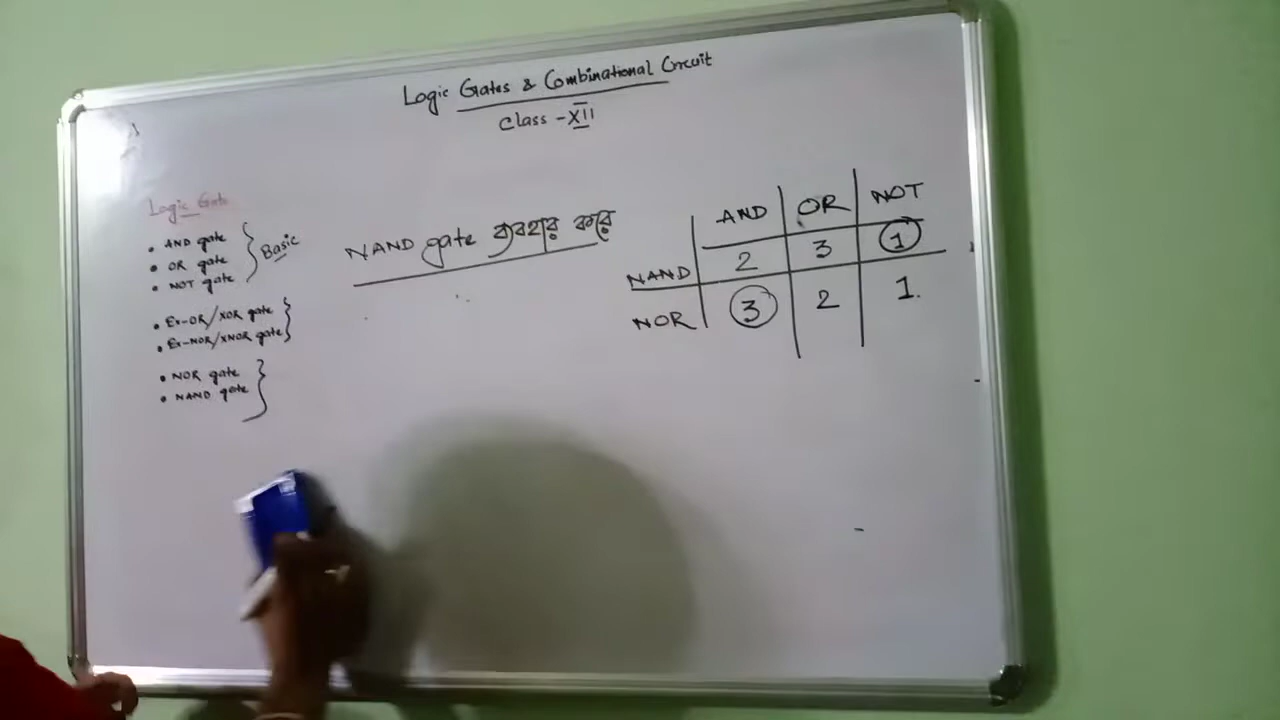 Logic Gates & Combinational Circuit
Class - XII
Logic Gate
• AND gate
• OR gate
• NOT gate
Basic
• Ex-OR/XOR gate
• Ex-NOR/XNOR gate
• NOR gate
• NAND gate
NAND gate ব্যবহার করে
AND OR NOT
NAND 2 3 1
NOR 3 2 1